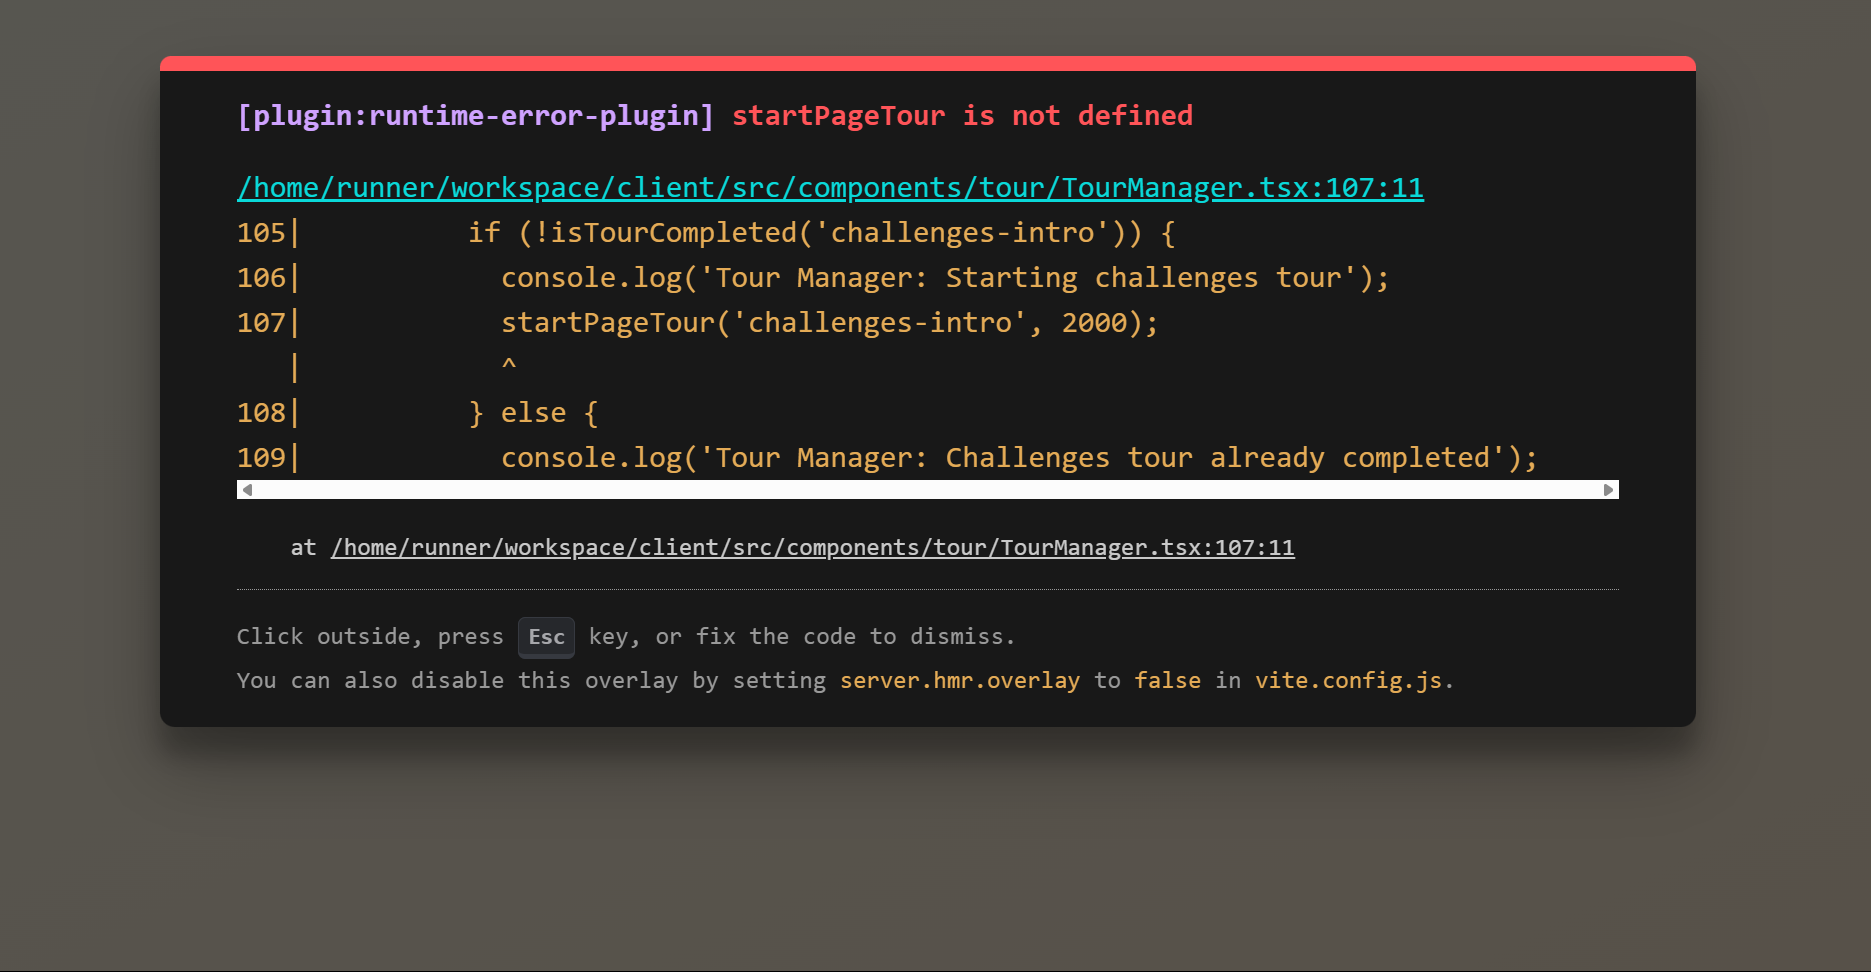 [plugin:runtime-error-plugin] startPageTour is not defined
/home/runner/workspace/client/src/components/tour/TourManager.tsx:107:11
105|          if (!isTourCompleted('challenges-intro')) {
106|            console.log('Tour Manager: Starting challenges tour');
107|            startPageTour('challenges-intro', 2000);
   |            ^
108|          } else {
109|            console.log('Tour Manager: Challenges tour already completed');
at /home/runner/workspace/client/src/components/tour/TourManager.tsx:107:11
Click outside, press Esc key, or fix the code to dismiss.
You can also disable this overlay by setting server.hmr.overlay to false in vite.config.js.